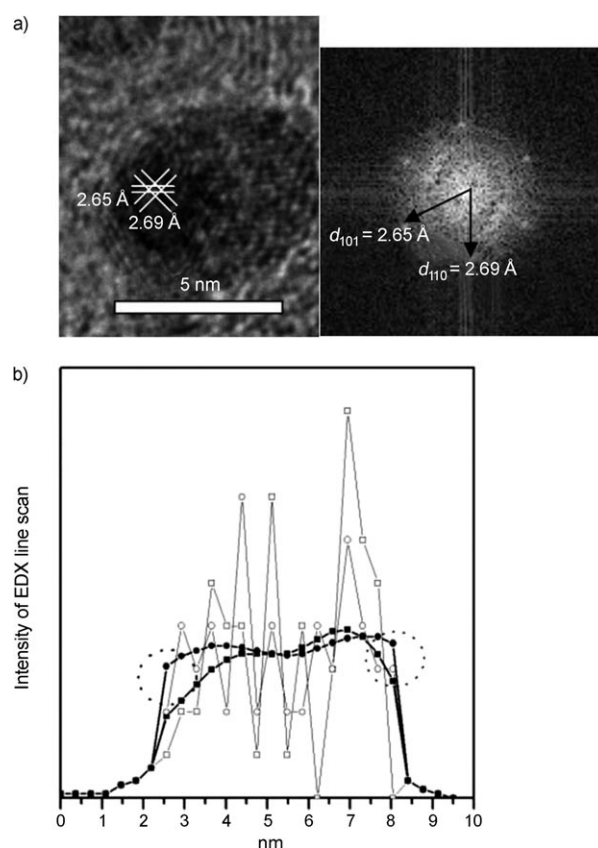 a)
2.65 Å
2.69 Å
5 nm
d101 = 2.65 Å
d110 = 2.69 Å
b)
Intensity of EDX line scan
0 1 2 3 4 5 6 7 8 9 10
nm